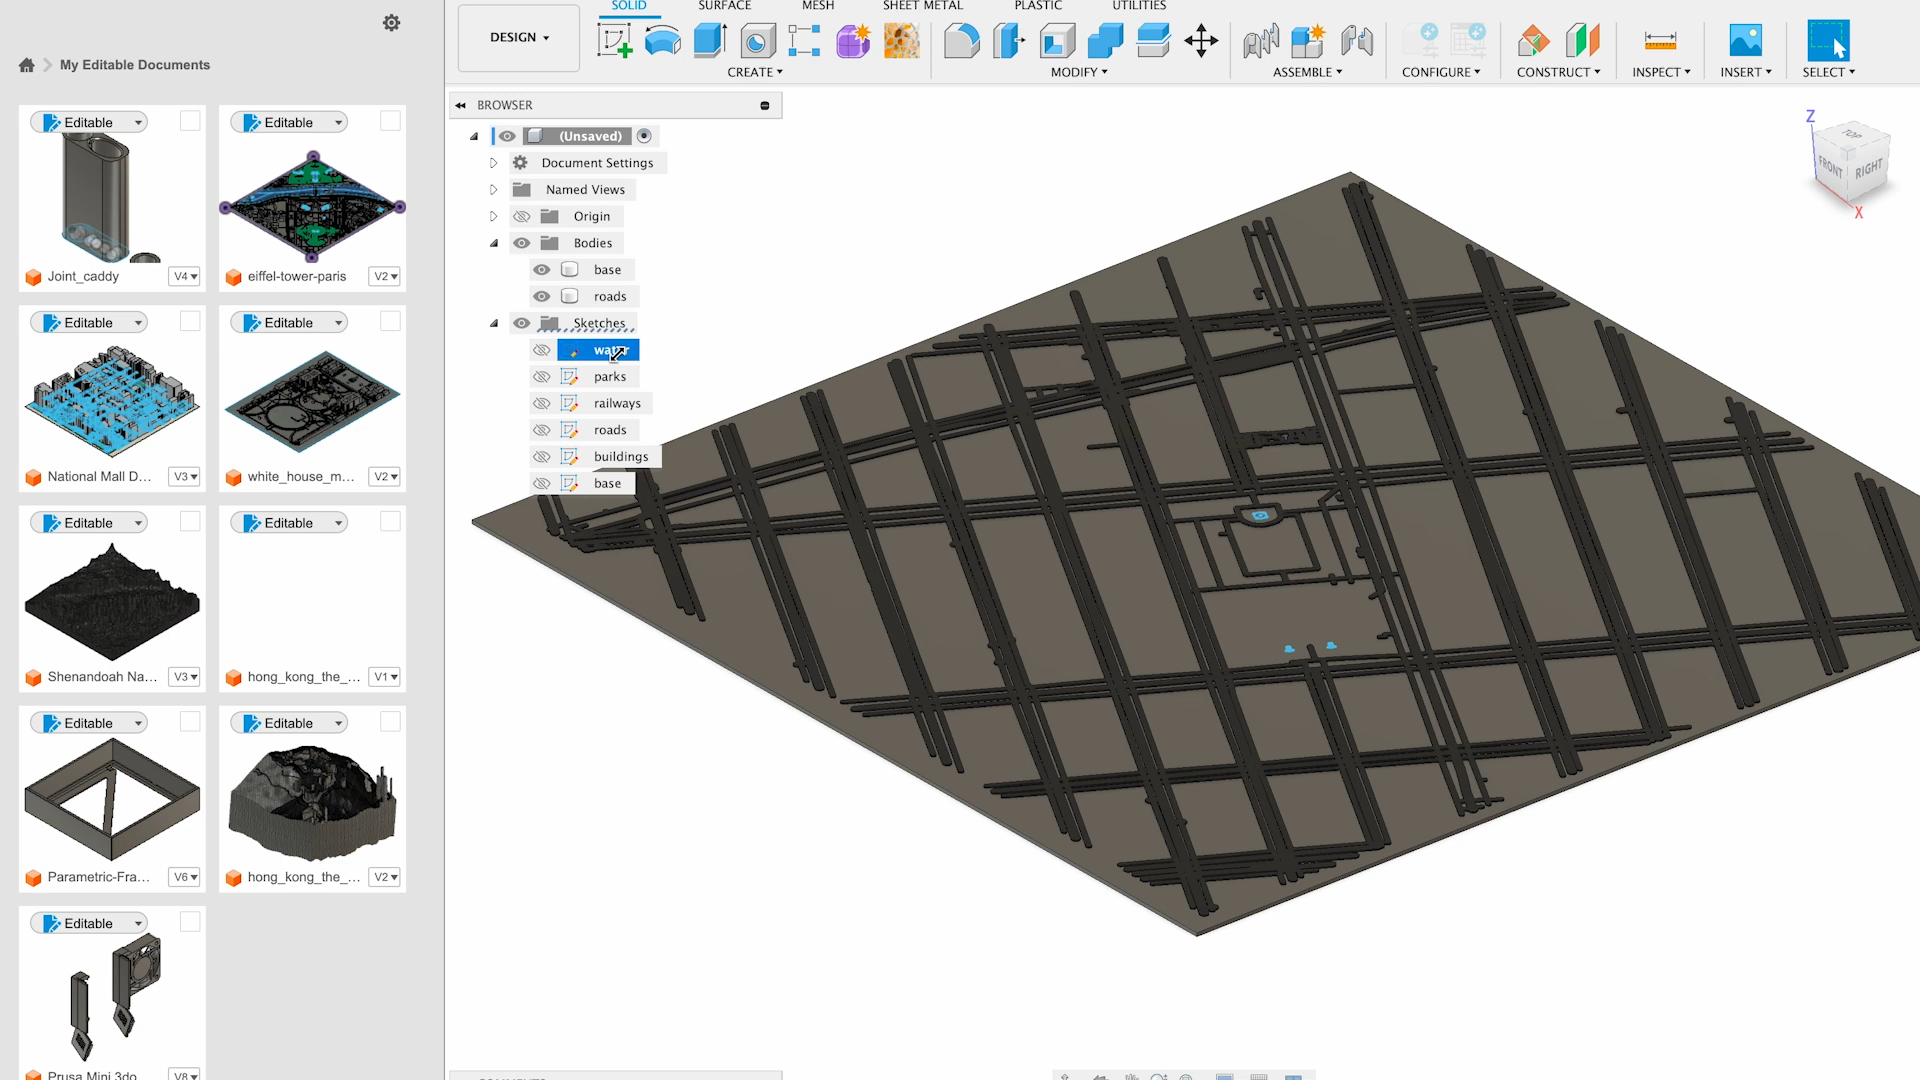 My Editable Documents
Editable
Joint_caddy
V4
Editable
eiffel-tower-paris
V2
Editable
National Mall D...
V3
Editable
white_house_m...
V2
Editable
Shenandoah Na...
V3
Editable
hong_kong_the_...
V1
Editable
Parametric-Fra...
V6
Editable
hong_kong_the_...
V2
Editable
Prusa Mini 3do
V8
SOLID SURFACE MESH SHEET METAL PLASTIC UTILITIES
DESIGN
CREATE MODIFY ASSEMBLE CONFIGURE CONSTRUCT INSPECT INSERT SELECT
BROWSER
(Unsaved)
Document Settings
Named Views
Origin
Bodies
base
roads
Sketches
water
parks
railways
roads
buildings
base
Z
TOP
FRONT
RIGHT
X